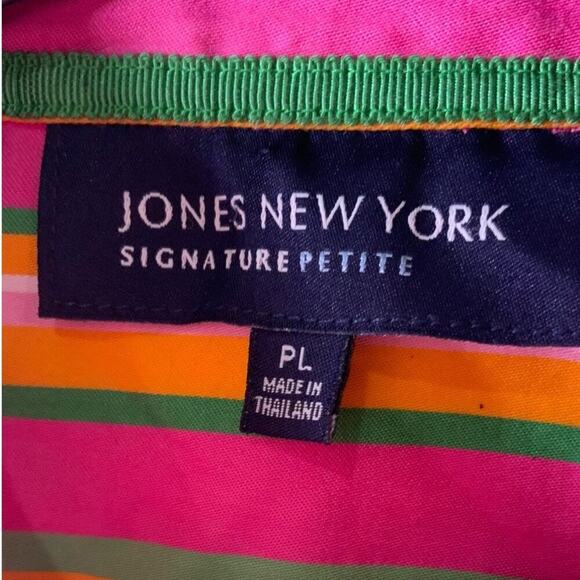 JONES NEW YORK
SIGNATURE PETITE
PL
MADE IN
THAILAND